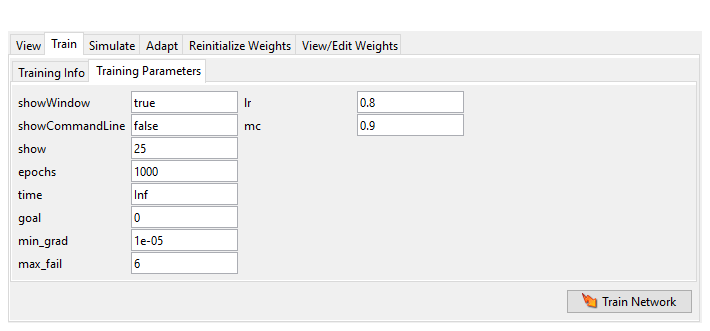 View Train Simulate Adapt Reinitialize Weights View/Edit Weights
Training Info Training Parameters
showWindow true lr 0.8
showCommandLine false mc 0.9
show 25
epochs 1000
time Inf
goal 0
min_grad 1e-05
max_fail 6
Train Network